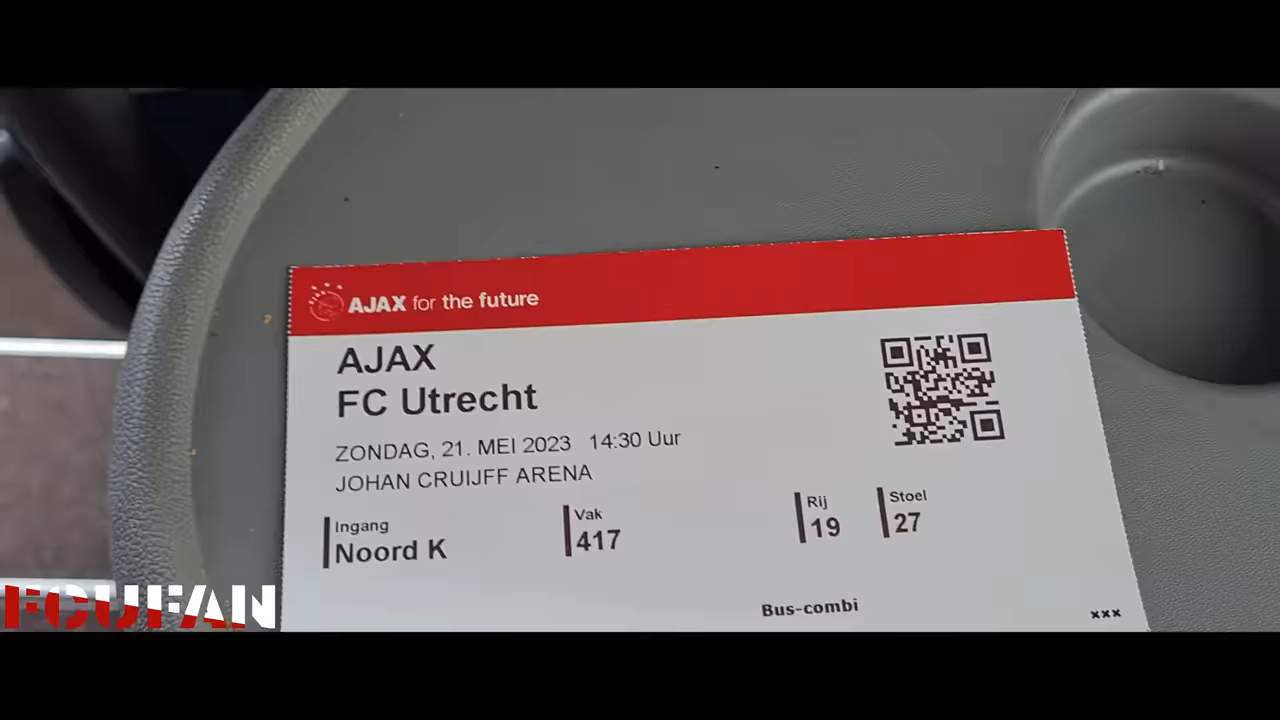 AJAX for the future
AJAX
FC Utrecht
ZONDAG, 21. MEI 2023 14:30 Uur
JOHAN CRUIJFF ARENA
Ingang
Noord K
Vak
417
Rij
19
Stoel
27
Bus-combi
xxx
FCUFAN